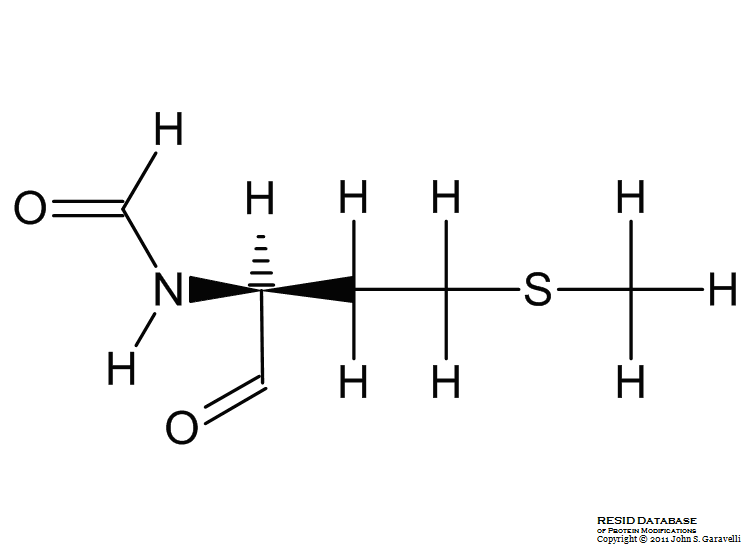 H
O H H H H
N S H
H H H H
O
RESID DATABASE
OF PROTEIN MODIFICATIONS
Copyright © 2011 John S. Garavelli